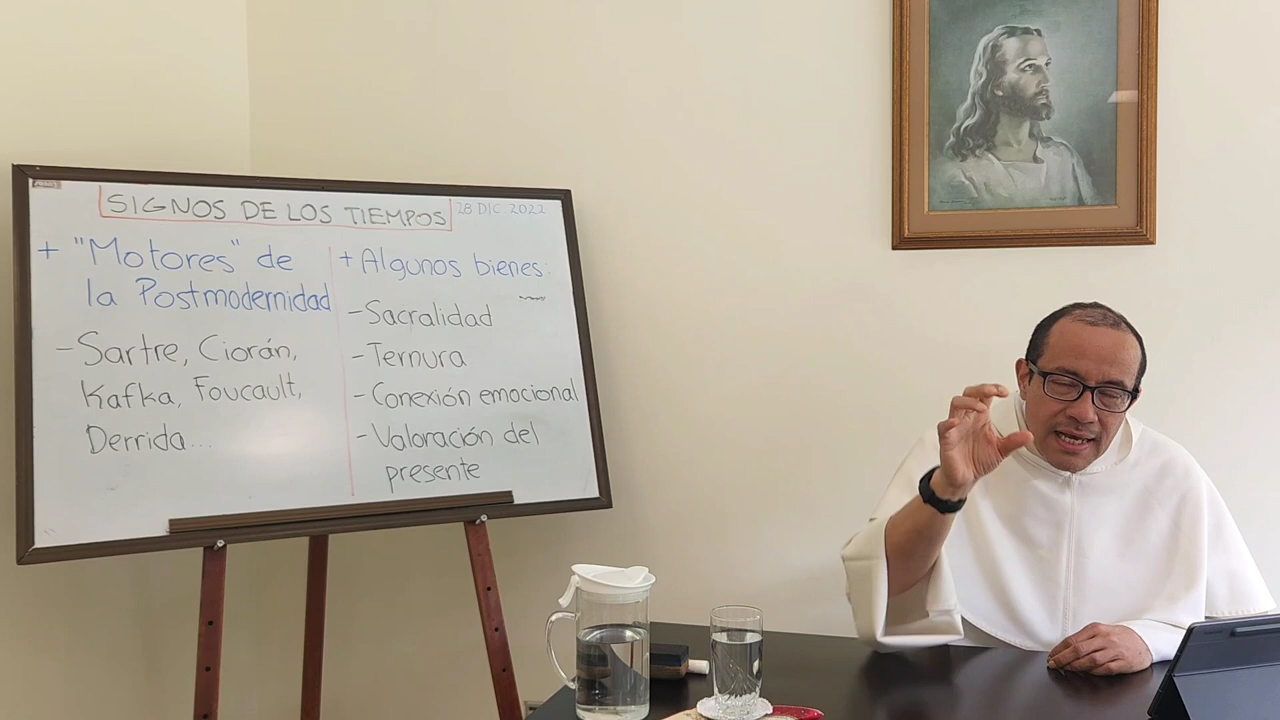 SIGNOS DE LOS TIEMPOS
28 DIC 2022
+ "Motores" de
la Postmodernidad
- Sartre, Ciorán,
Kafka, Foucault,
Derrida...
+ Algunos bienes:
- Sacralidad
- Ternura
- Conexión emocional
- Valoración del
presente